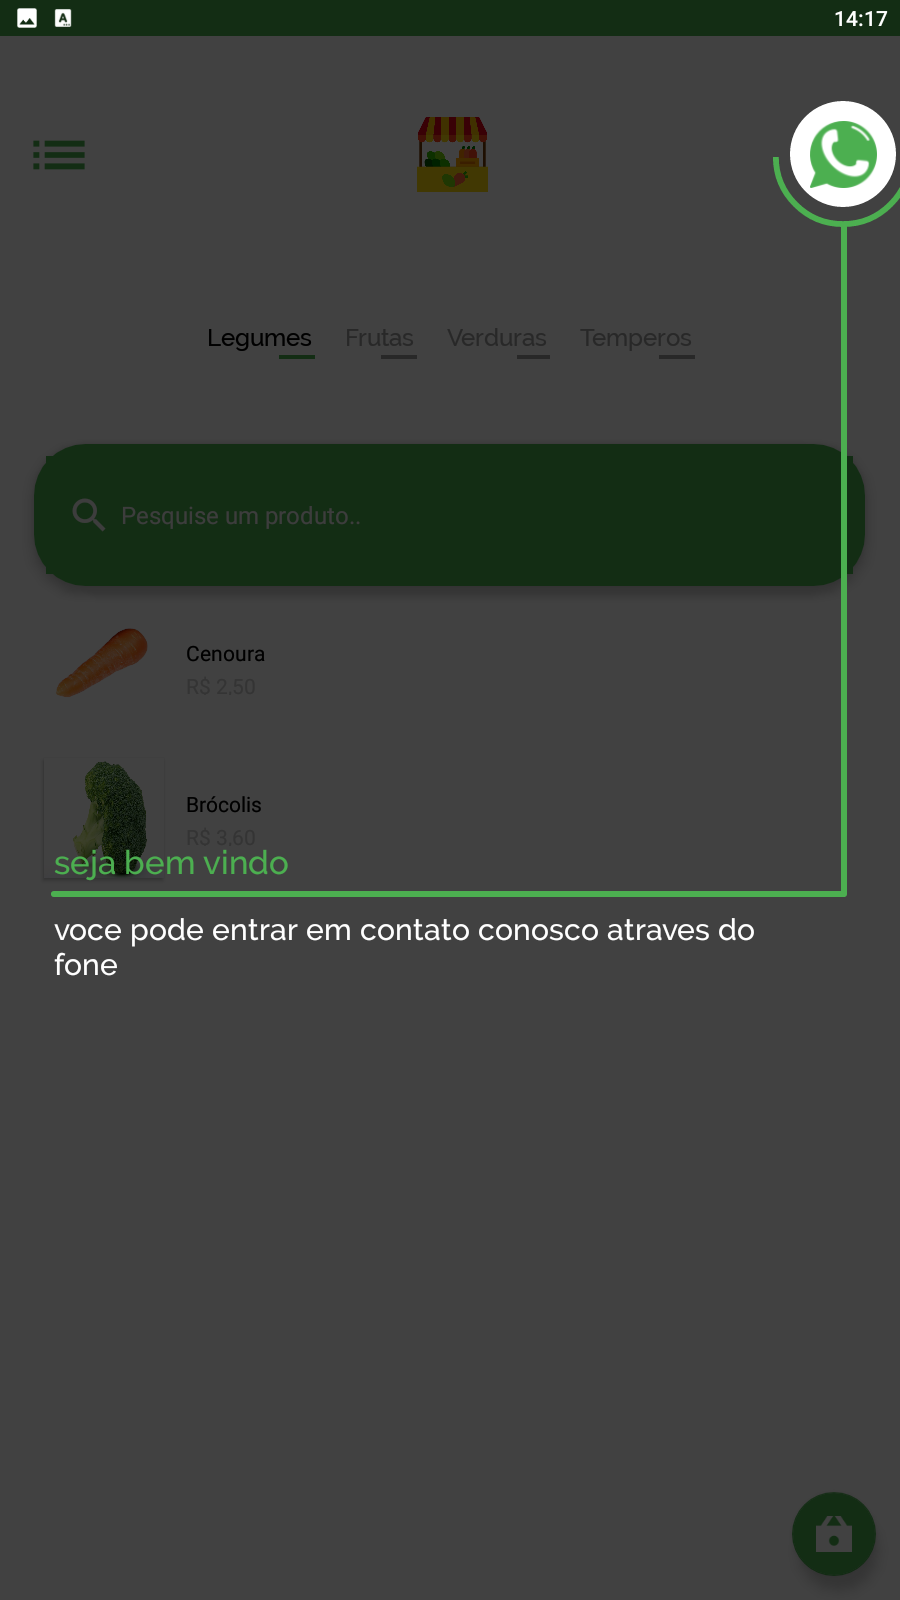 14:17
Legumes Frutas Verduras Temperos
Pesquise um produto..
Cenoura
R$ 2,50
Brócolis
R$ 3,60
seja bem vindo
voce pode entrar em contato conosco atraves do
fone